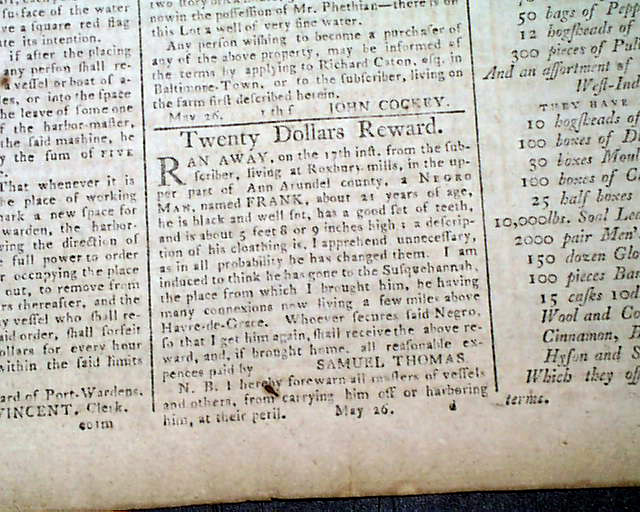 surface of the water
ve a square red flag
ate its intention.
if after the placing
any person shall re-
vessel or boat of a-
les, or into the space
the leave of some one
f the harbor-master,
the said machine, he
y the sum of FIVE
That whenever it is
he place of working
mark a new space for
warden, the harbor-
ving the direction of
full power to order
r occupying the place
out, to remove from
rs thereafter, and the
y vessel who shall re-
aid order, shall forfeit
ollars for every hour
within the said limits
ard of Port-Wardens.
VINCENT, Clerk.
eo1m
now in the possession of Mr. Phethian—there is on
this Lot a well of very fine water.
Any person wishing to become a purchaser of
any of the above property, may be informed of
the terms by applying to Richard Caton, esq. in
Baltimore-Town, or to the subscriber, living on
the farm first described herein.
May 26. JOHN COCKEY.
Twenty Dollars Reward.
RAN AWAY, on the 17th inst. from the sub-
scriber, living at Roxbury mills, in the up-
per part of Ann Arundel county, a NEGRO
MAN, named FRANK, about 21 years of age,
he is black and well set, has a good set of teeth,
and is about 5 feet 8 or 9 inches high; a descrip-
tion of his cloathing is, I apprehend unnecessary,
as in all probability he has changed them. I am
induced to think he has gone to the Susquehannah,
the place from which I brought him, he having
many connexions now living a few miles above
Havre-de-Grace. Whoever secures said Negro,
so that I get him again, shall receive the above re-
ward, and, if brought home, all reasonable ex-
pences paid by SAMUEL THOMAS.
N. B. I hereby forewarn all masters of vessels
and others, from carrying him off or harboring
him, at their peril. May 26. d
50 bags of Pepp
12 hogsheads of
300 pieces of
And an assortment of
West-Ind
THEY HAVE
10 hogsheads of
100 boxes of
30 boxes Moul
100 boxes of C
25 half boxes
10,000lbs. Soal Lea
2000 pair Men's
150 dozen Glo
100 pieces Ba
15 casks 10d
Wool and Co
Cinnamon,
Hyson and
Which they off
terms.